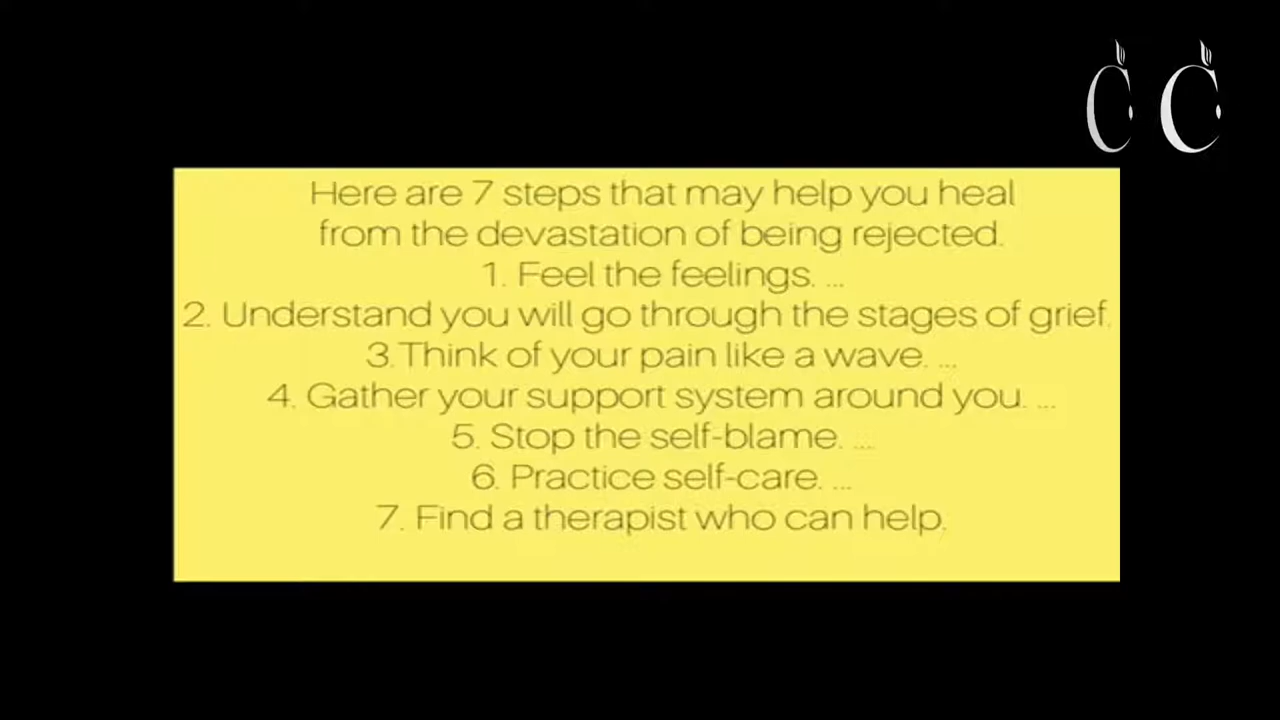 Here are 7 steps that may help you heal
from the devastation of being rejected.
1. Feel the feelings. ...
2. Understand you will go through the stages of grief.
3.Think of your pain like a wave. ...
4. Gather your support system around you. ...
5. Stop the self-blame. ....
6. Practice self-care. ...
7. Find a therapist who can help.